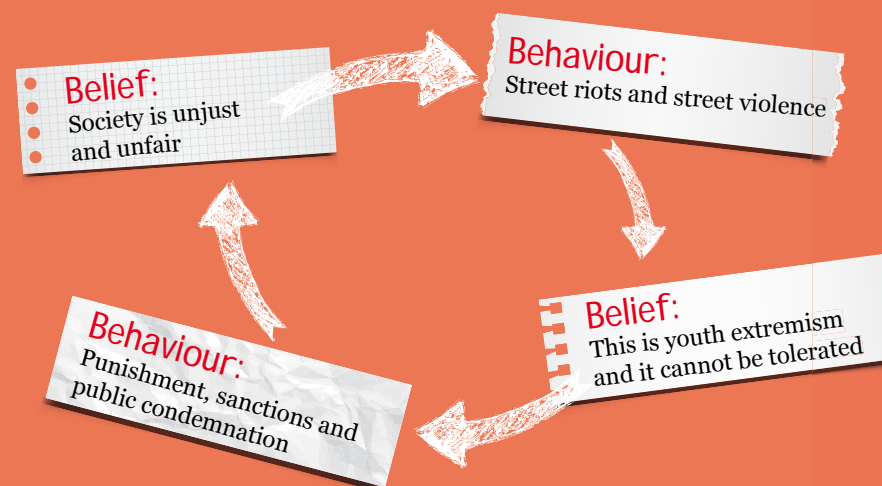 Belief:
Society is unjust
and unfair
Behaviour:
Street riots and street violence
Belief:
This is youth extremism
and it cannot be tolerated
Behaviour:
Punishment, sanctions and
public condemnation